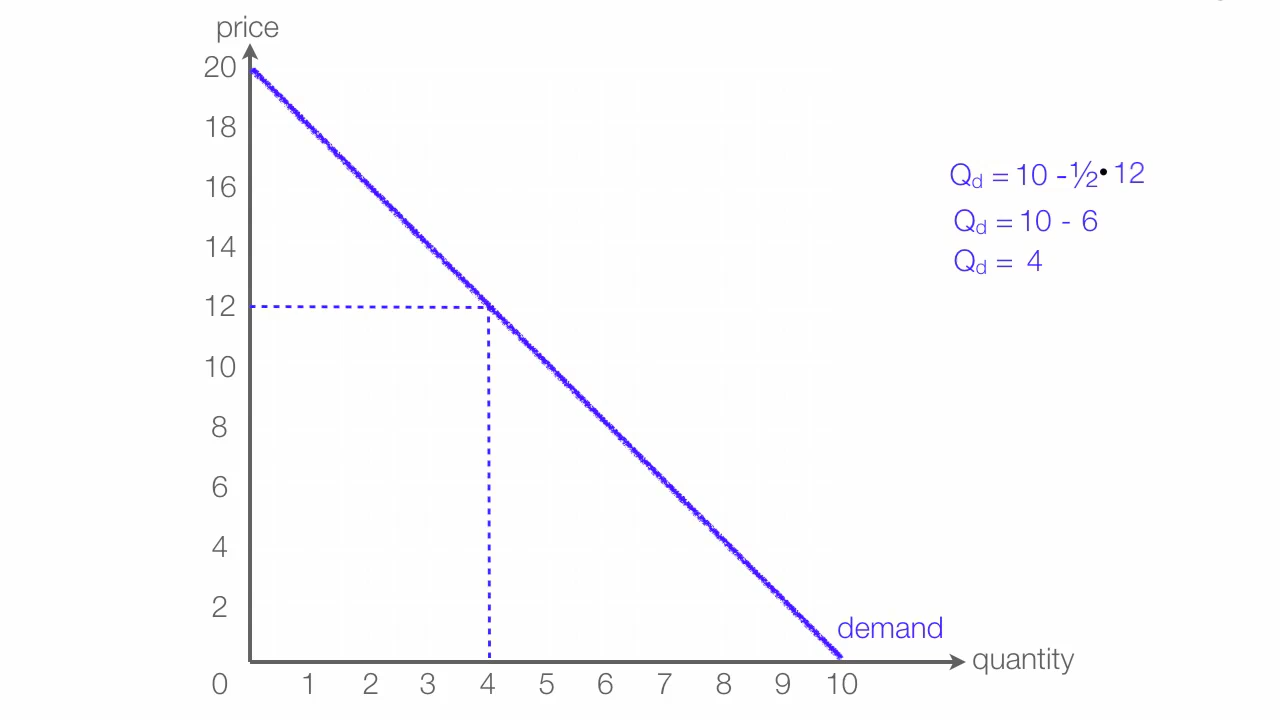 price
20
18
16
14
12
10
8
6
4
2
0
1 2 3 4 5 6 7 8 9 10
quantity
demand
Qd = 10 -½•12
Qd = 10 - 6
Qd = 4